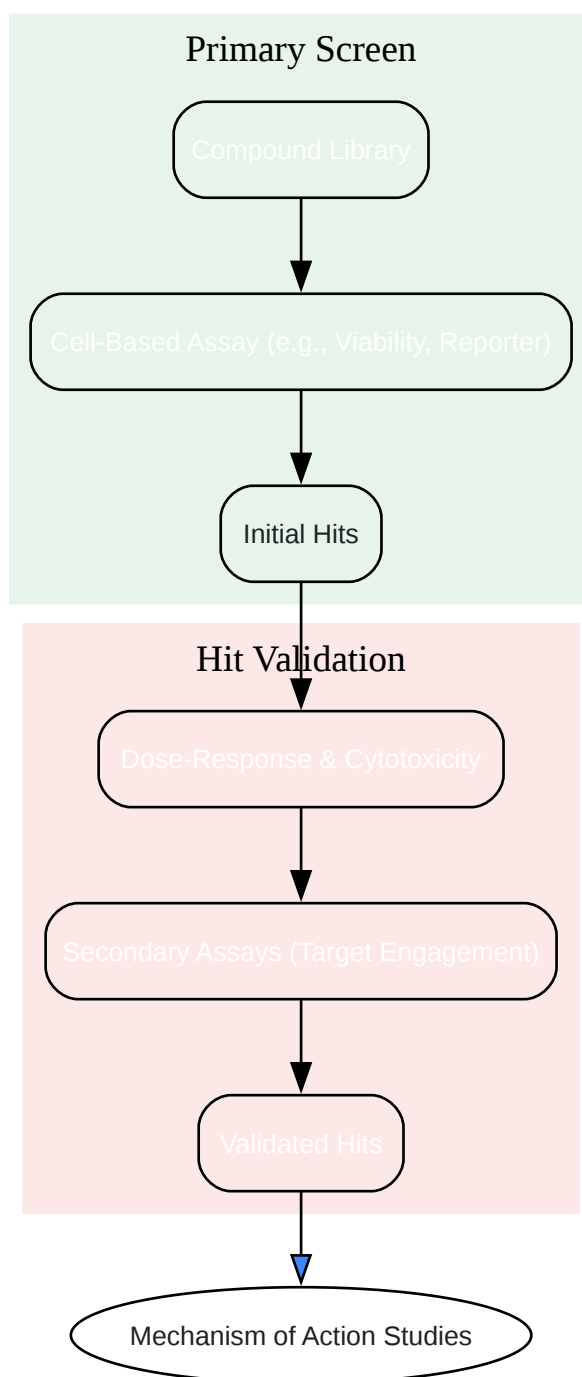 Primary Screen
Compound Library
Cell-Based Assay (e.g., Viability, Reporter)
Initial Hits
Hit Validation
Dose-Response & Cytotoxicity
Secondary Assays (Target Engagement)
Validated Hits
Mechanism of Action Studies